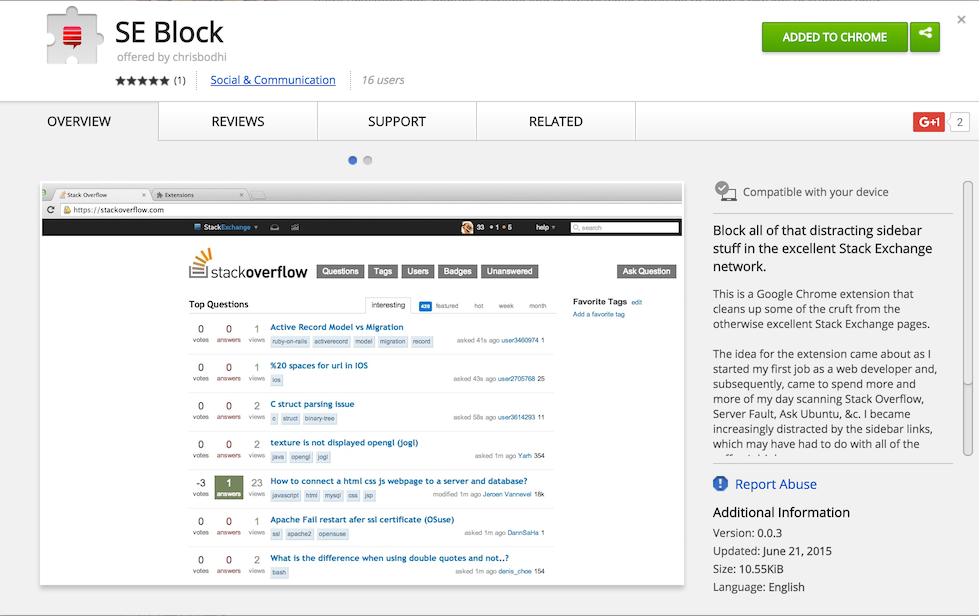 SE Block
offered by chrisbodhi
(1) Social & Communication 16 users
ADDED TO CHROME
OVERVIEW REVIEWS SUPPORT RELATED
G+1 2
Stack Overflow Extensions
https://stackoverflow.com
StackExchange 33 1 5 help search
stackoverflow Questions Tags Users Badges Unanswered Ask Question
Top Questions interesting 428 featured hot week month
0 votes 0 answers 1 views Active Record Model vs Migration
ruby-on-rails activerecord model migration record asked 41s ago user3460974 1
0 votes 0 answers 1 views %20 spaces for url in IOS
ios asked 43s ago user2705768 25
0 votes 0 answers 2 views C struct parsing issue
c struct binary-tree asked 58s ago user3614293 11
0 votes 0 answers 2 views texture is not displayed opengl (jogl)
java opengl jogl asked 1m ago Yarh 354
-3 votes 1 answers 23 views How to connect a html css js webpage to a server and database?
javascript html mysql css jsp modified 1m ago Jeroen Vannevel 18k
0 votes 0 answers 1 views Apache Fail restart afer ssl certificate (OSuse)
ssl apache2 opensuse asked 1m ago DannSaHa 1
0 votes 0 answers 2 views What is the difference when using double quotes and not..?
bash asked 1m ago denis_choe 154
Favorite Tags edit
Add a favorite tag
Compatible with your device
Block all of that distracting sidebar
stuff in the excellent Stack Exchange
network.
This is a Google Chrome extension that
cleans up some of the cruft from the
otherwise excellent Stack Exchange pages.
The idea for the extension came about as I
started my first job as a web developer and,
subsequently, came to spend more and
more of my day scanning Stack Overflow,
Server Fault, Ask Ubuntu, &c. I became
increasingly distracted by the sidebar links,
which may have had to do with all of the
Report Abuse
Additional Information
Version: 0.0.3
Updated: June 21, 2015
Size: 10.55KiB
Language: English